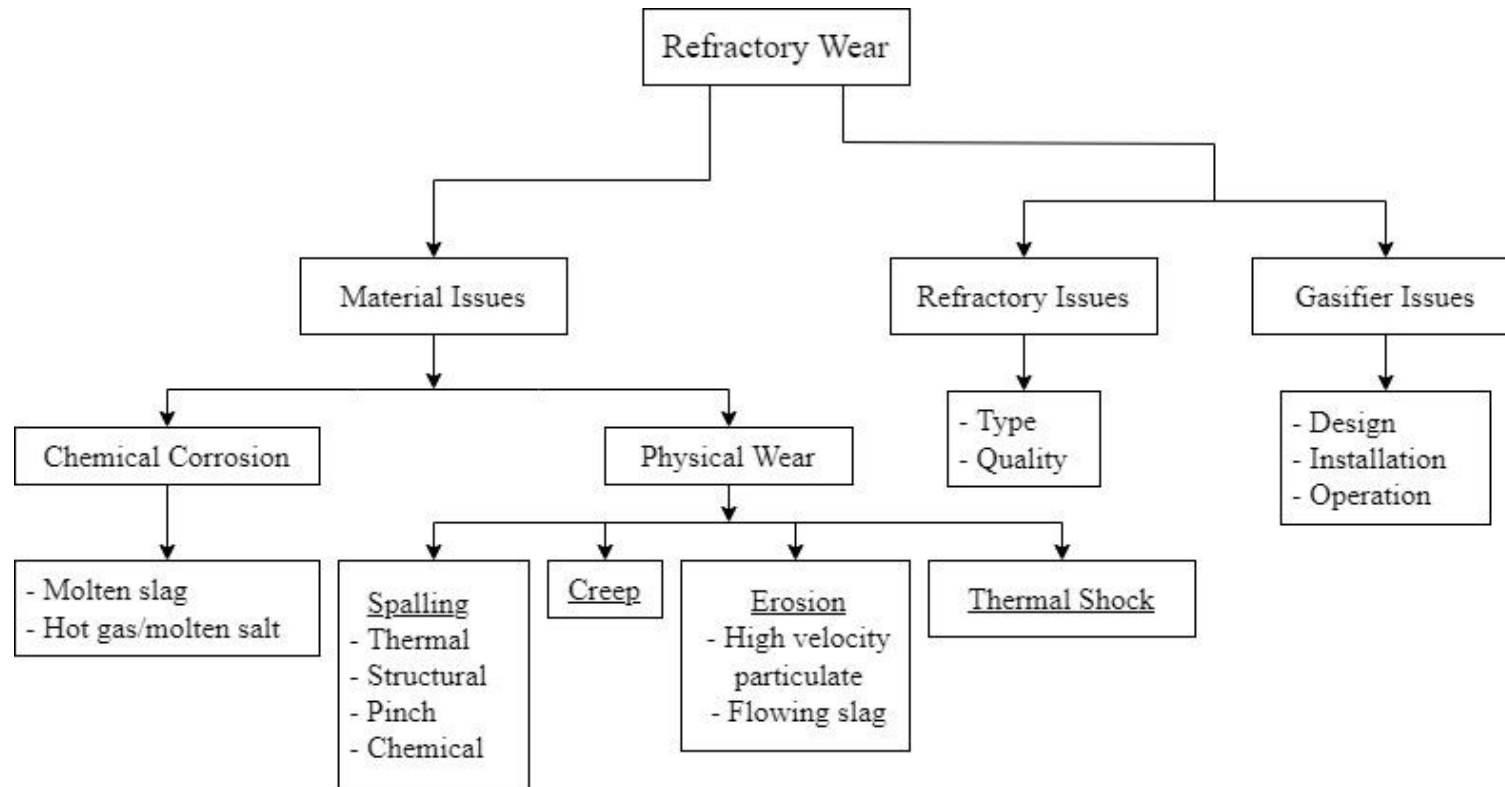 Refractory Wear
Material Issues
Refractory Issues
Gasifier Issues
Chemical Corrosion
Physical Wear
- Type
- Quality
- Design
- Installation
- Operation
- Molten slag
- Hot gas/molten salt
Spalling
- Thermal
- Structural
- Pinch
- Chemical
Creep
Erosion
- High velocity
particulate
- Flowing slag
Thermal Shock